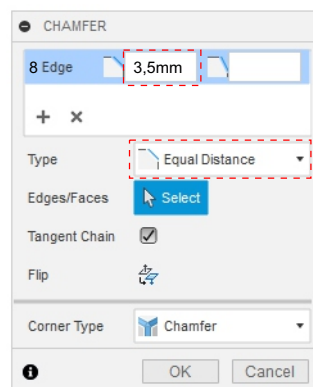 CHAMFER
8 Edge 3,5mm
Type Equal Distance
Edges/Faces Select
Tangent Chain
Flip
Corner Type Chamfer
OK Cancel